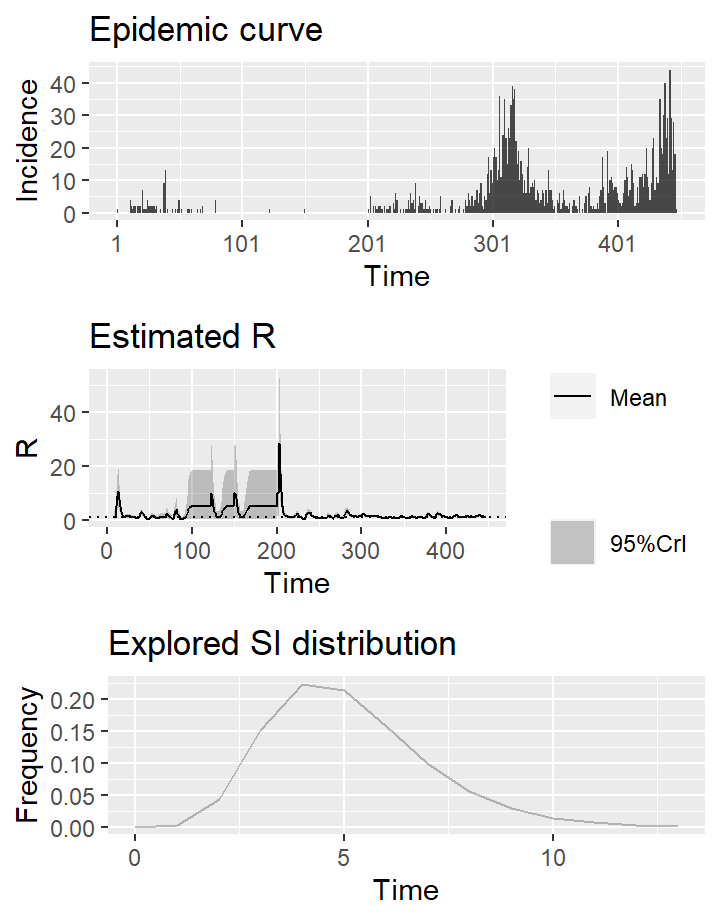 Epidemic curve
Incidence
40
30
20
10
0
1 101 201 301 401
Time
Estimated R
R
40
20
0
0 100 200 300 400
Time
Mean
95%CrI
Explored SI distribution
Frequency
0.20
0.15
0.10
0.05
0.00
0 5 10
Time